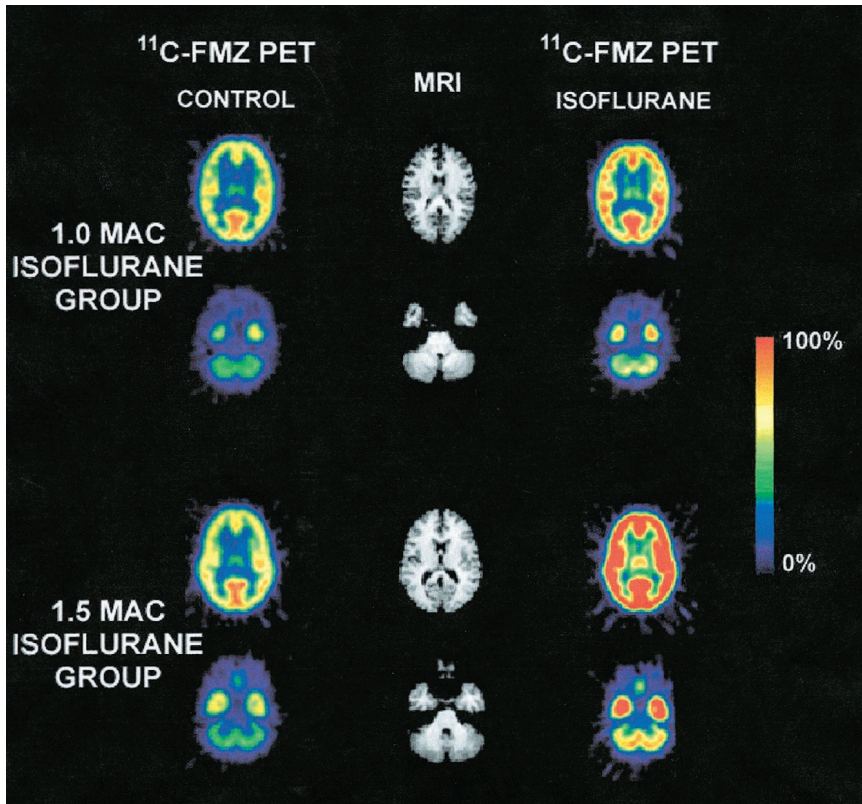 ¹¹C-FMZ PET
CONTROL
MRI
¹¹C-FMZ PET
ISOFLURANE
1.0 MAC
ISOFLURANE
GROUP
100%
0%
1.5 MAC
ISOFLURANE
GROUP